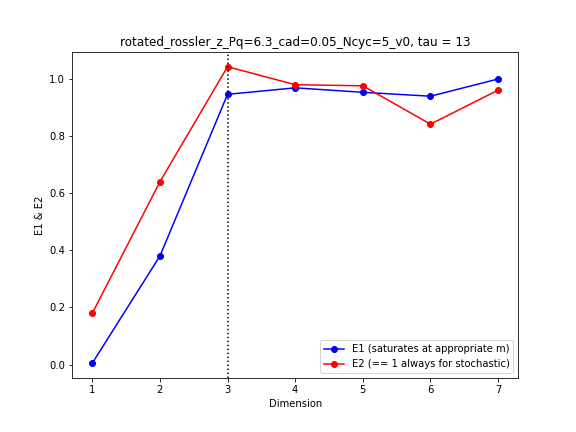 rotated_rossler_z_Pq=6.3_cad=0.05_Ncyc=5_v0, tau = 13
1.0
0.8
0.6
0.4
0.2
0.0
E1 & E2
E1 (saturates at appropriate m)
E2 (== 1 always for stochastic)
1 2 3 4 5 6 7
Dimension